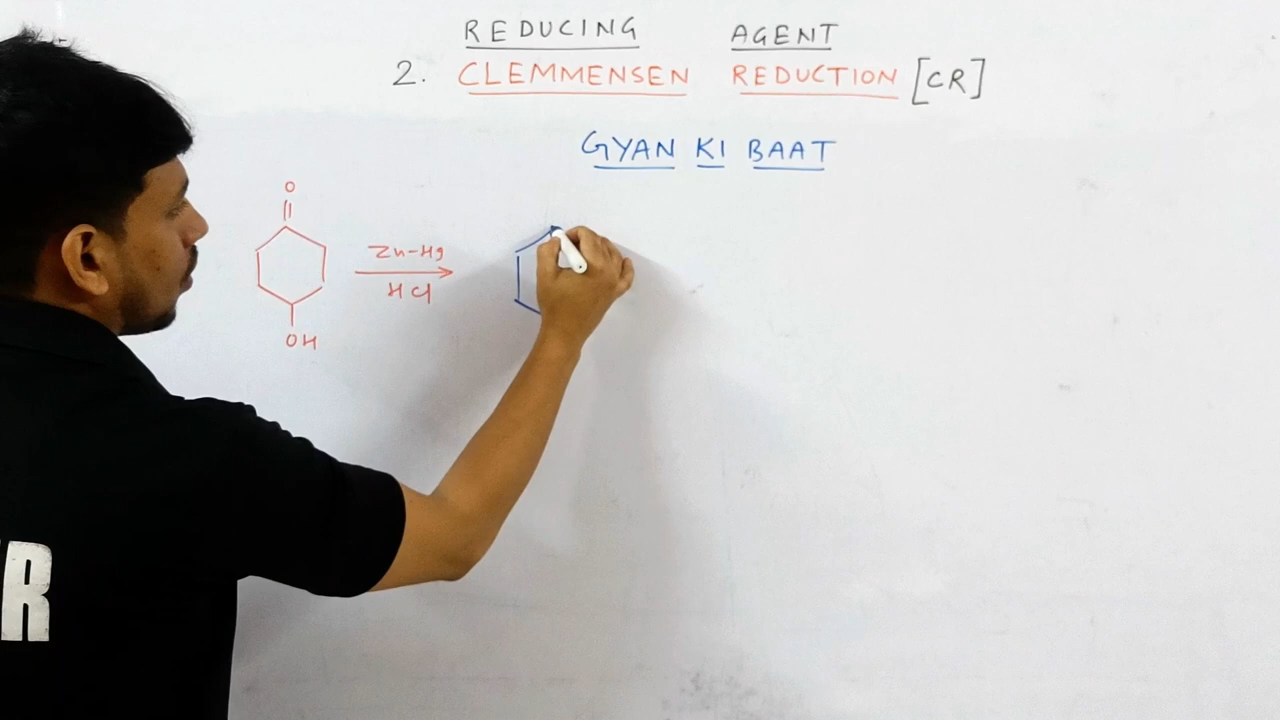 REDUCING AGENT
2. CLEMMENSEN REDUCTION [CR]
GYAN KI BAAT
O
Zn-Hg
HCl
OH
R